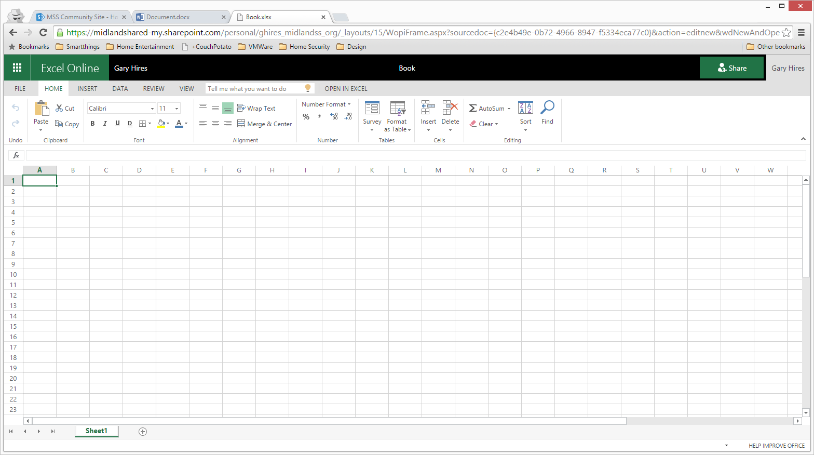 MSS Community Site - Ful
Document.docx
Book.xlsx
https://midlandshared-my.sharepoint.com/personal/ghires_midlandss_org/_layouts/15/WopiFrame.aspx?sourcedoc={c2c4b49e-0b72-4966-8947-f5334eca77c0}&action=editnew&wdNewAndOpe
Bookmarks Smartthings Home Entertainment CouchPotato VMWare Home Security Design Other bookmarks
Excel Online Gary Hires Book Share Gary Hires
FILE HOME INSERT DATA REVIEW VIEW Tell me what you want to do OPEN IN EXCEL
Paste Cut Copy Calibri 11 B I U D A Wrap Text Merge & Center Number Format % Survey Format as Table Insert Delete AutoSum Clear Sort Find
Undo Clipboard Font Alignment Number Tables Cells Editing
fx
A B C D E F G H I J K L M N O P Q R S T U V W
1
2
3
4
5
6
7
8
9
10
11
12
13
14
15
16
17
18
19
20
21
22
23
Sheet1
HELP IMPROVE OFFICE